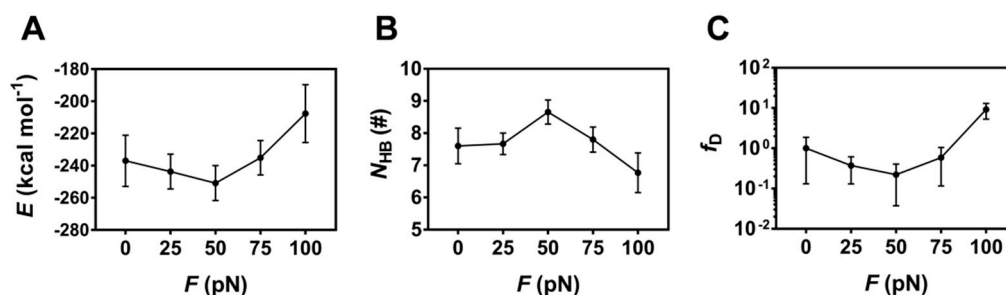 A
E (kcal mol⁻¹)
-180
-200
-220
-240
-260
-280
0 25 50 75 100
F (pN)
B
N_HB (#)
10
9
8
7
6
5
0 25 50 75 100
F (pN)
C
f_D
10²
10¹
10⁰
10⁻¹
10⁻²
0 25 50 75 100
F (pN)